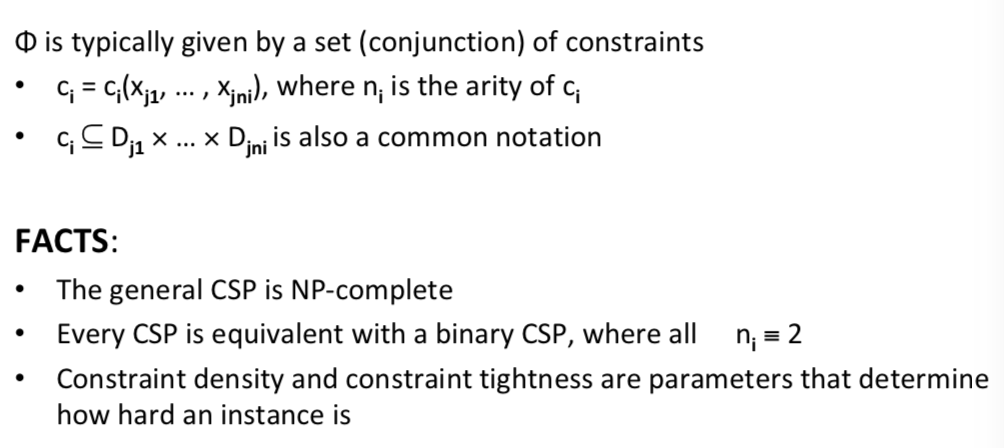 Φ is typically given by a set (conjunction) of constraints
• cᵢ = cᵢ(xⱼ₁, ... , xⱼₙᵢ), where nᵢ is the arity of cᵢ
• cᵢ ⊆ Dⱼ₁ × ... × Dⱼₙᵢ is also a common notation
FACTS:
• The general CSP is NP-complete
• Every CSP is equivalent with a binary CSP, where all nᵢ ≡ 2
• Constraint density and constraint tightness are parameters that determine
how hard an instance is